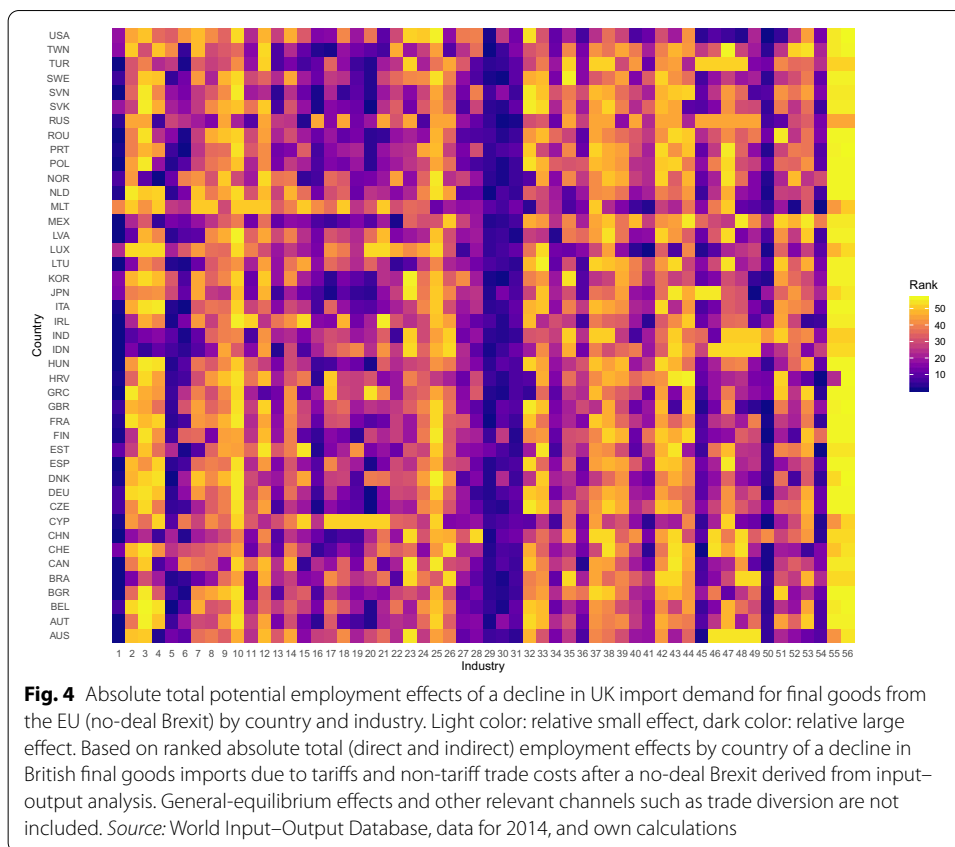 USA
TWN
TUR
SWE
SVN
SVK
RUS
ROU
PRT
POL
NOR
NLD
MLT
MEX
LVA
LUX
LTU
KOR
JPN
ITA
IRL
IND
IDN
HUN
HRV
GRC
GBR
FRA
FIN
EST
ESP
DNK
DEU
CZE
CYP
CHN
CHE
CAN
BRA
BGR
BEL
AUT
AUS
Country
1 2 3 4 5 6 7 8 9 10 11 12 13 14 15 16 17 18 19 20 21 22 23 24 25 26 27 28 29 30 31 32 33 34 35 36 37 38 39 40 41 42 43 44 45 46 47 48 49 50 51 52 53 54 55 56
Industry
Rank
50
40
30
20
10
Fig. 4 Absolute total potential employment effects of a decline in UK import demand for final goods from
the EU (no-deal Brexit) by country and industry. Light color: relative small effect, dark color: relative large
effect. Based on ranked absolute total (direct and indirect) employment effects by country of a decline in
British final goods imports due to tariffs and non-tariff trade costs after a no-deal Brexit derived from input–
output analysis. General-equilibrium effects and other relevant channels such as trade diversion are not
included. Source: World Input–Output Database, data for 2014, and own calculations